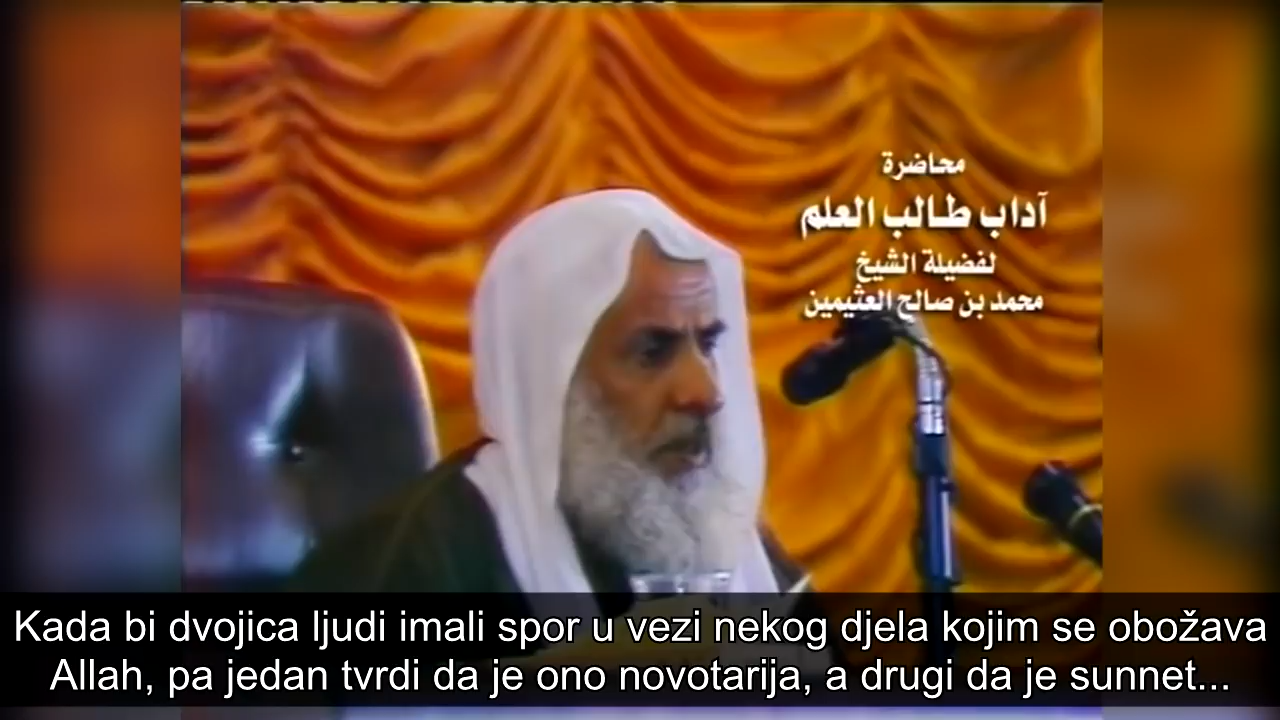 محاضرة
آداب طالب العلم
لفضيلة الشيخ
محمد بن صالح العثيمين
Kada bi dvojica ljudi imali spor u vezi nekog djela kojim se obožava
Allah, pa jedan tvrdi da je ono novotarija, a drugi da je sunnet...